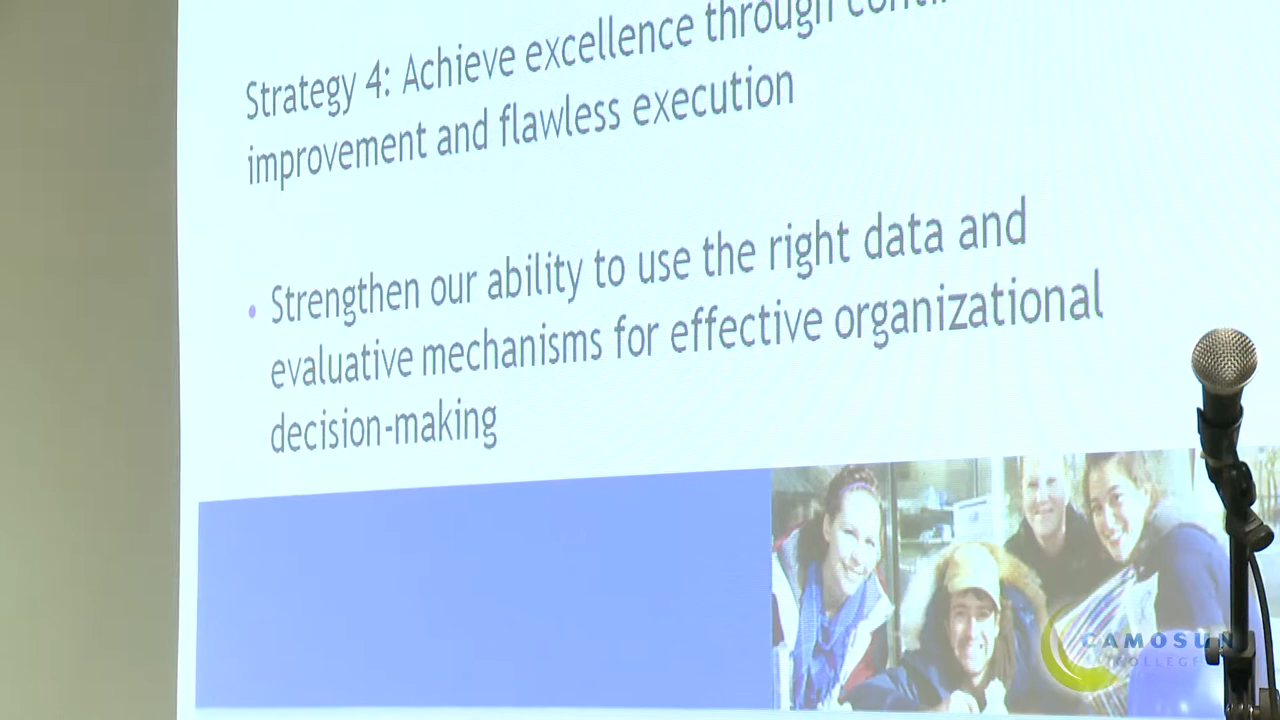 Strategy 4: Achieve excellence through
improvement and flawless execution
• Strengthen our ability to use the right data and
evaluative mechanisms for effective organizational
decision-making
CAMOSUN
COLLEGE